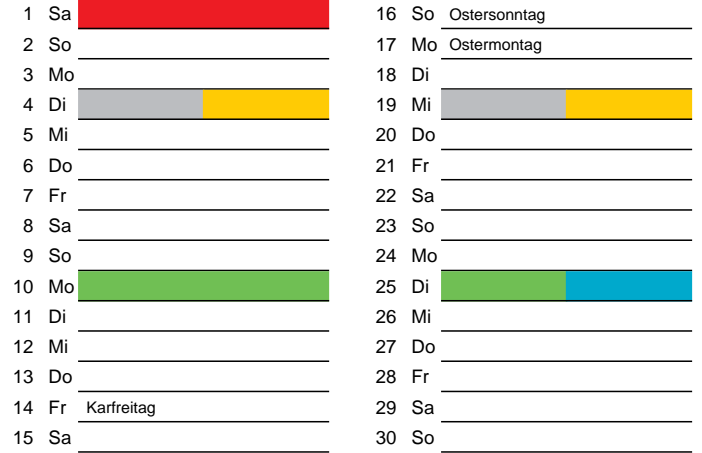 1 Sa
2 So
3 Mo
4 Di
5 Mi
6 Do
7 Fr
8 Sa
9 So
10 Mo
11 Di
12 Mi
13 Do
14 Fr Karfreitag
15 Sa
16 So Ostersonntag
17 Mo Ostermontag
18 Di
19 Mi
20 Do
21 Fr
22 Sa
23 So
24 Mo
25 Di
26 Mi
27 Do
28 Fr
29 Sa
30 So